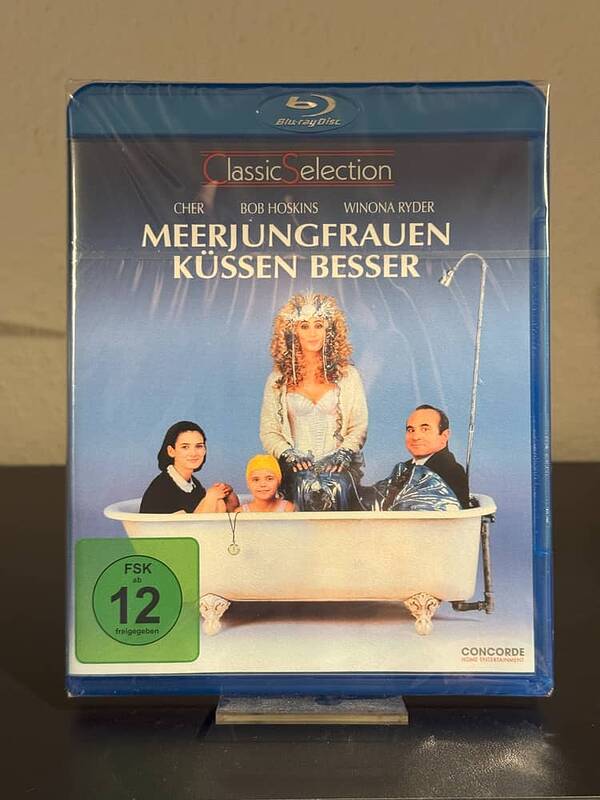 Blu-ray Disc
Classic Selection
CHER BOB HOSKINS WINONA RYDER
MEERJUNGFRAUEN
KÜSSEN BESSER
FSK
ab
12
freigegeben
CONCORDE
HOME ENTERTAINMENT